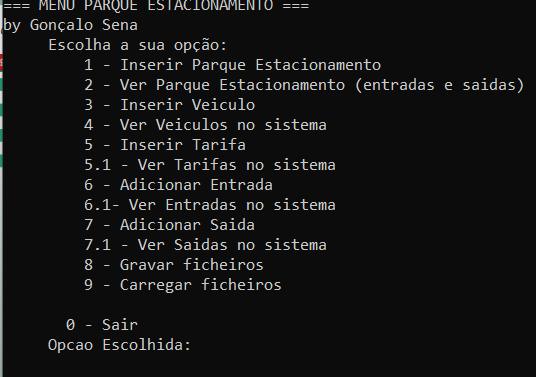 === MENU PARQUE ESTACIONAMENTO ===
by Gonçalo Sena
Escolha a sua opção:
1 - Inserir Parque Estacionamento
2 - Ver Parque Estacionamento (entradas e saidas)
3 - Inserir Veiculo
4 - Ver Veiculos no sistema
5 - Inserir Tarifa
5.1 - Ver Tarifas no sistema
6 - Adicionar Entrada
6.1- Ver Entradas no sistema
7 - Adicionar Saida
7.1 - Ver Saidas no sistema
8 - Gravar ficheiros
9 - Carregar ficheiros
0 - Sair
Opcao Escolhida: